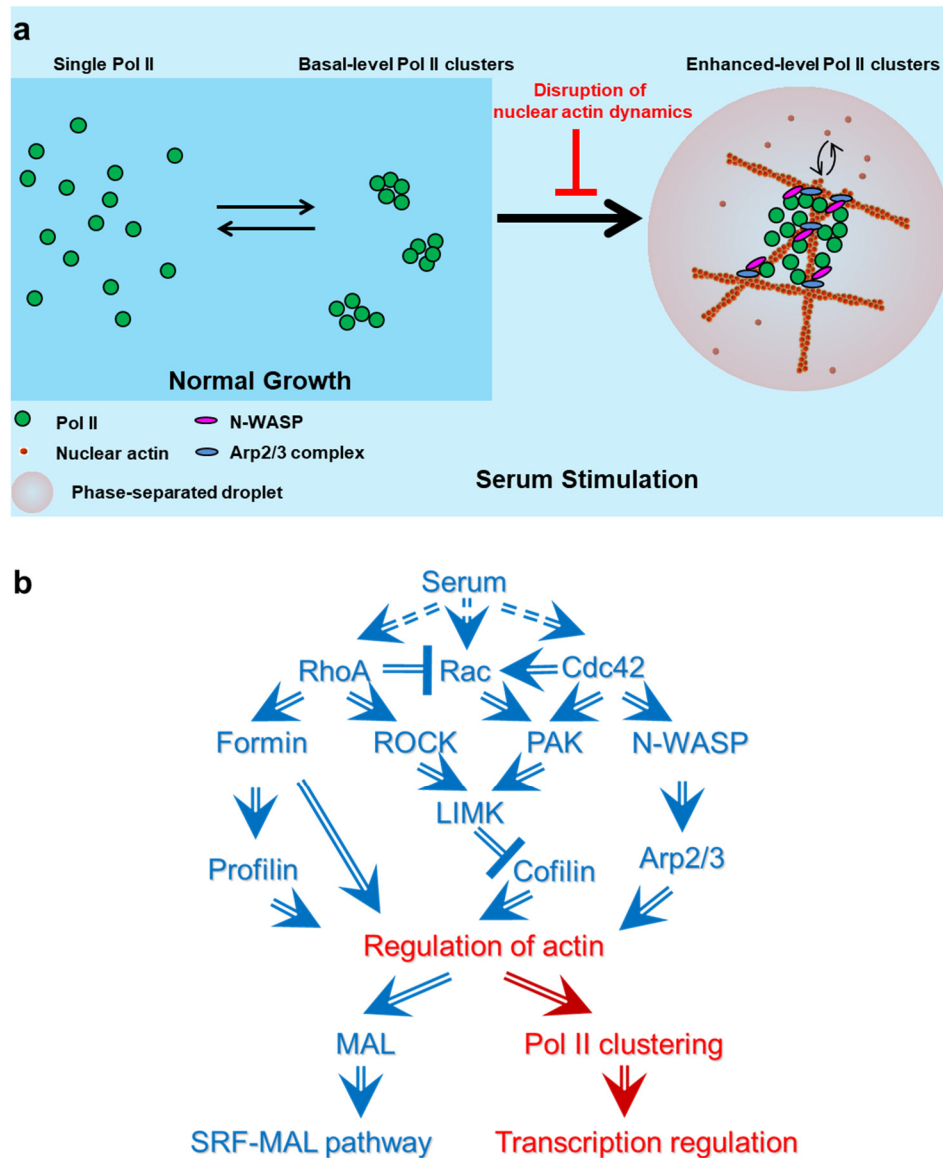 a
Single Pol II
Basal-level Pol II clusters
Enhanced-level Pol II clusters
Disruption of
nuclear actin dynamics
Normal Growth
Pol II
N-WASP
Nuclear actin
Arp2/3 complex
Phase-separated droplet
Serum Stimulation
b
Serum
RhoA
Rac
Cdc42
Formin
ROCK
PAK
N-WASP
LIMK
Profilin
Cofilin
Arp2/3
Regulation of actin
MAL
Pol II clustering
SRF-MAL pathway
Transcription regulation